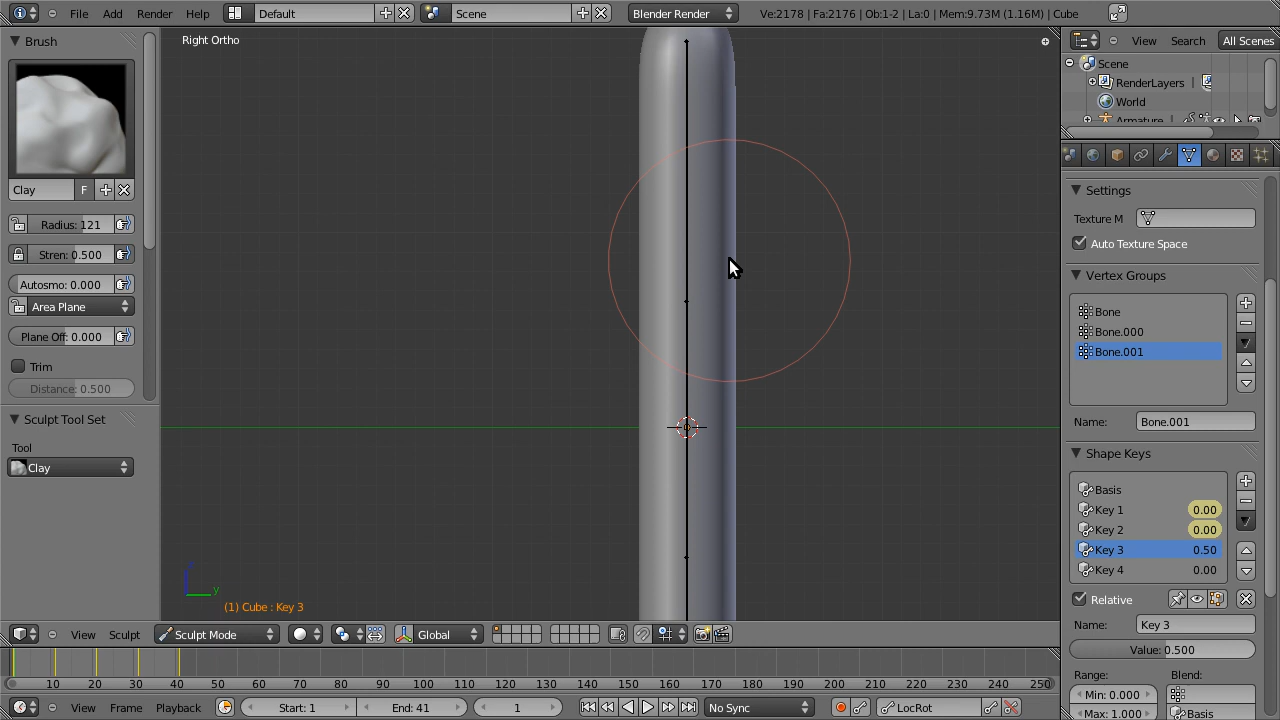 File Add Render Help Default Scene Blender Render Ve:2178 | Fa:2176 | Ob:1-2 | La:0 | Mem:9.73M (1.16M) | Cube
Brush
Clay F
Radius: 121
Stren: 0.500
Autosmo: 0.000
Area Plane
Plane Off: 0.000
Trim
Distance: 0.500
Sculpt Tool Set
Tool
Clay
Right Ortho
y
(1) Cube : Key 3
View Sculpt Sculpt Mode Global
View Search All Scenes
Scene
RenderLayers |
World
Armature
Settings
Texture M
Auto Texture Space
Vertex Groups
Bone
Bone.000
Bone.001
Name: Bone.001
Shape Keys
Basis
Key 1 0.00
Key 2 0.00
Key 3 0.50
Key 4 0.00
Relative
Name: Key 3
Value: 0.500
Range: Blend:
Min: 0.000
Max: 1.000 Basis
10 20 30 40 50 60 70 80 90 100 110 120 130 140 150 160 170 180 190 200 210 220 230 240 250
View Frame Playback Start: 1 End: 41 1 No Sync LocRot